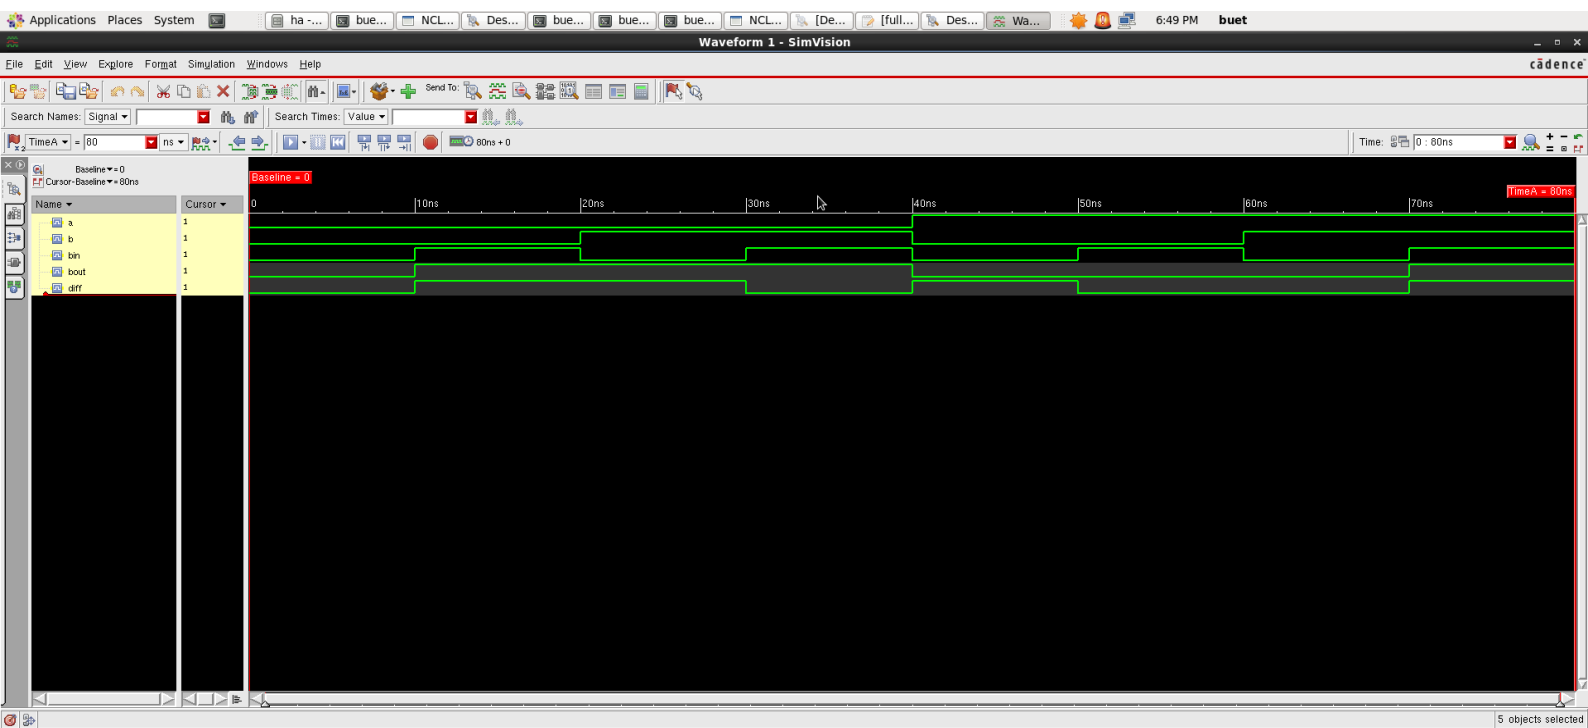 Applications Places System ha -... bue... NCL... Des... bue... bue... bue... NCL... [De... [full... Des... Wa... 6:49 PM buet
Waveform 1 - SimVision
File Edit View Explore Format Simulation Windows Help cādence
Send To:
Search Names: Signal Search Times: Value
TimeA = 80 ns 80ns + 0 Time: 0 : 80ns
Baseline = 0
Cursor-Baseline = 80ns
Baseline = 0
TimeA = 80ns
Name Cursor 0 10ns 20ns 30ns 40ns 50ns 60ns 70ns
a 1
b 1
bin 1
bout 1
diff 1
5 objects selected